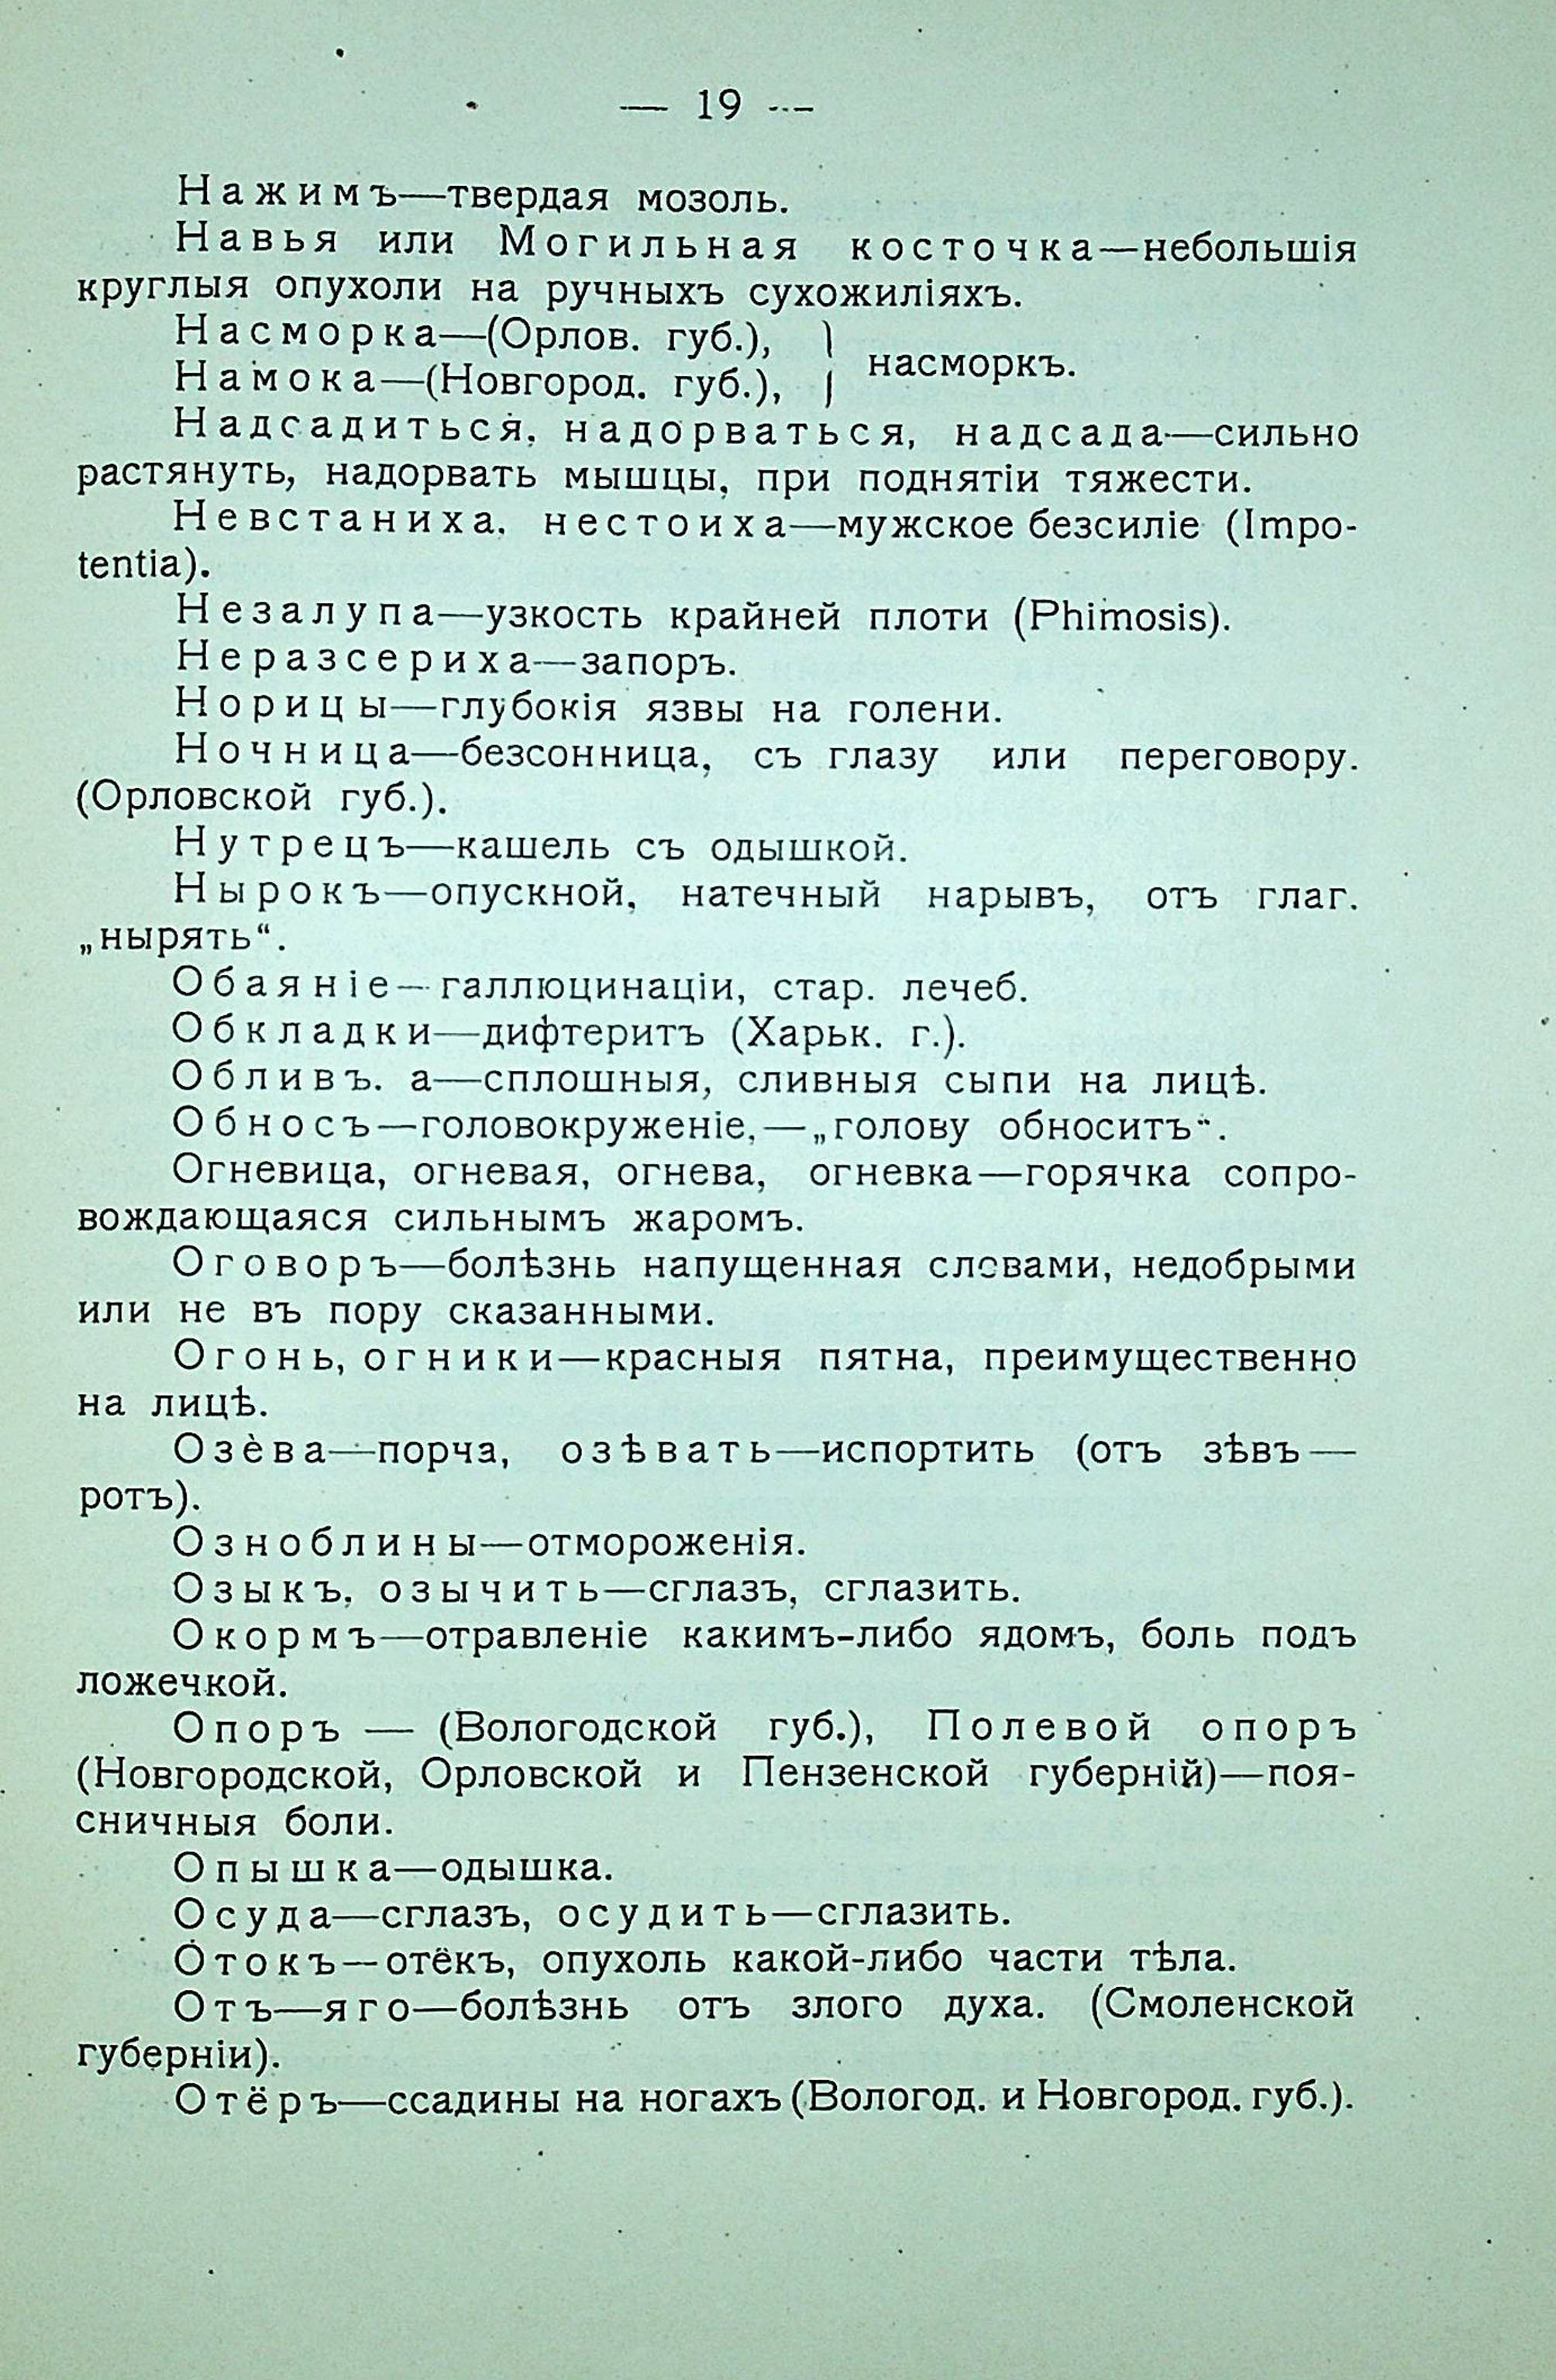 — 19 —
Нажимъ—твердая мозоль.
Навья или Могильная косточка—небольшія
круглыя опухоли на ручныхъ сухожиліяхъ.
Насморка—(Орлов. губ.), } насморкъ.
Намока—(Новгород. губ.),
Надсадиться, надорваться, надсада—сильно
растянуть, надорвать мышцы, при поднятіи тяжести.
Невстаниха, нестоиха—мужское безсиліе (Impo-
tentia).
Незалупа—узкость крайней плоти (Phimosis).
Неразсериха—запоръ.
Норицы—глубокія язвы на голени.
Ночница—безсонница, съ глазу или переговору.
(Орловской губ.).
Нутрецъ—кашель съ одышкой.
Нырокъ—опускной, натечный нарывъ, отъ глаг.
„нырять“.
Обаяніе—галлюцинаціи, стар. лечеб.
Обкладки—дифтеритъ (Харьк. г.).
Обливъ. а—сплошныя, сливныя сыпи на лицѣ.
Обносъ—головокруженіе,—„голову обноситъ“.
Огневица, огневая, огнева, огневка—горячка сопро-
вождающаяся сильнымъ жаромъ.
Оговоръ—болѣзнь напущенная словами, недобрыми
или не въ пору сказанными.
Огонь, огники—красныя пятна, преимущественно
на лицѣ.
Озѐва—порча, озѣвать—испортить (отъ зѣвъ—
ротъ).
Ознoблины—отмороженія.
Озыкъ, озычить—сглазъ, сглазить.
Окормъ—отравленіе какимъ-либо ядомъ, боль подъ
ложечкой.
Опоръ — (Вологодской губ.), Полевой опоръ
(Новгородской, Орловской и Пензенской губерній)—поя-
сничныя боли.
Опышка—одышка.
Осуда—сглазъ, осудить—сглазить.
Отокъ—отёкъ, опухоль какой-либо части тѣла.
Отъ—яго—болѣзнь отъ злого духа. (Смоленской
губерніи).
Отёръ—ссадины на ногахъ (Вологод. и Новгород. губ.).